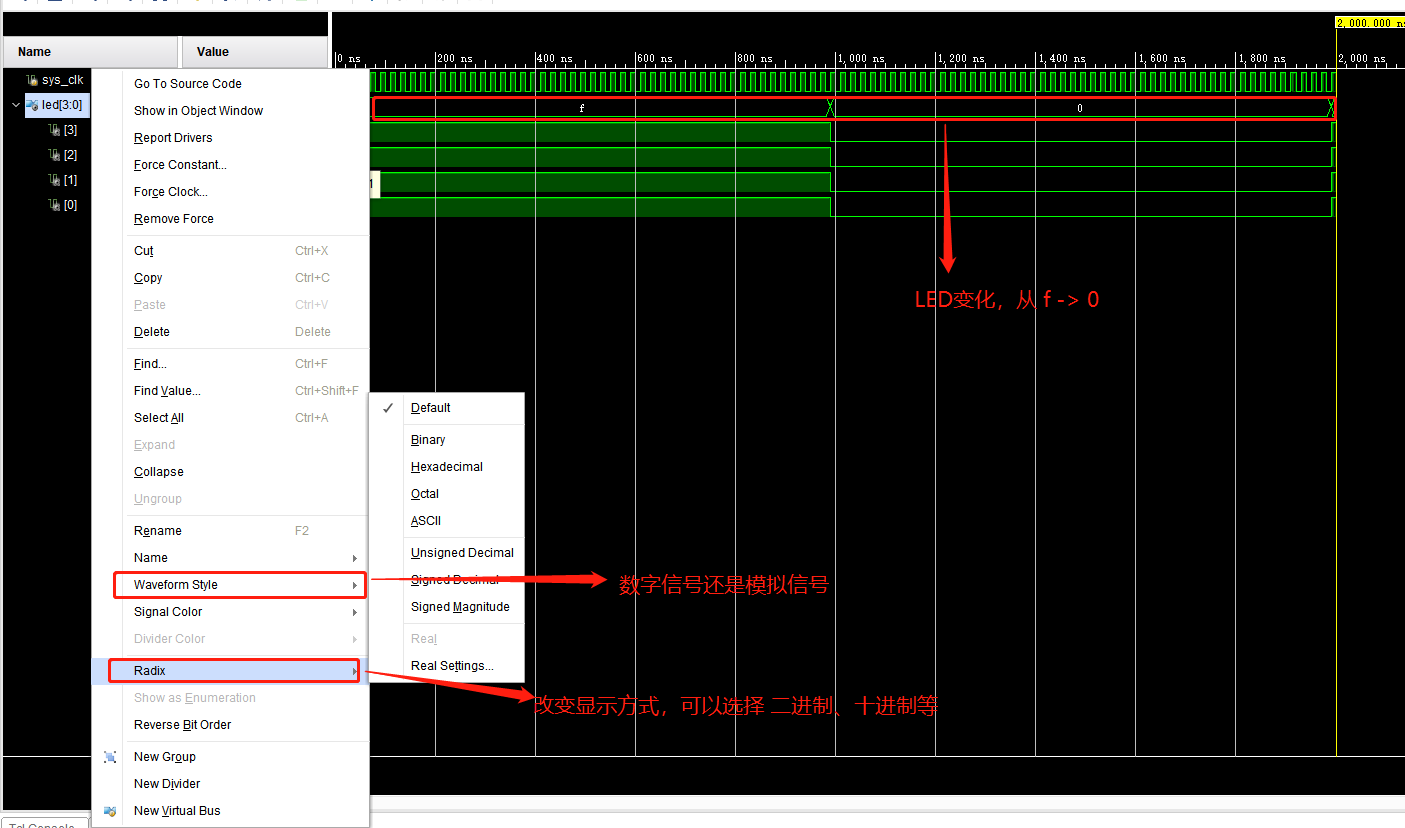 2,000.000 ns
Name
Value
0 ns
200 ns
400 ns
600 ns
800 ns
1,000 ns
1,200 ns
1,400 ns
1,600 ns
1,800 ns
2,000 ns
sys_clk
led[3:0]
f
0
[3]
[2]
[1]
[0]
1
Go To Source Code
Show in Object Window
Report Drivers
Force Constant...
Force Clock...
Remove Force
Cut Ctrl+X
Copy Ctrl+C
Paste Ctrl+V
Delete Delete
Find... Ctrl+F
Find Value... Ctrl+Shift+F
Select All Ctrl+A
Expand
Collapse
Ungroup
Rename F2
Name
Waveform Style
Signal Color
Divider Color
Radix
Show as Enumeration
Reverse Bit Order
New Group
New Divider
New Virtual Bus
Default
Binary
Hexadecimal
Octal
ASCII
Unsigned Decimal
Signed Decimal
Signed Magnitude
Real
Real Settings...
LED变化，从 f -> 0
数字信号还是模拟信号
改变显示方式，可以选择 二进制、十进制等
Tcl Console